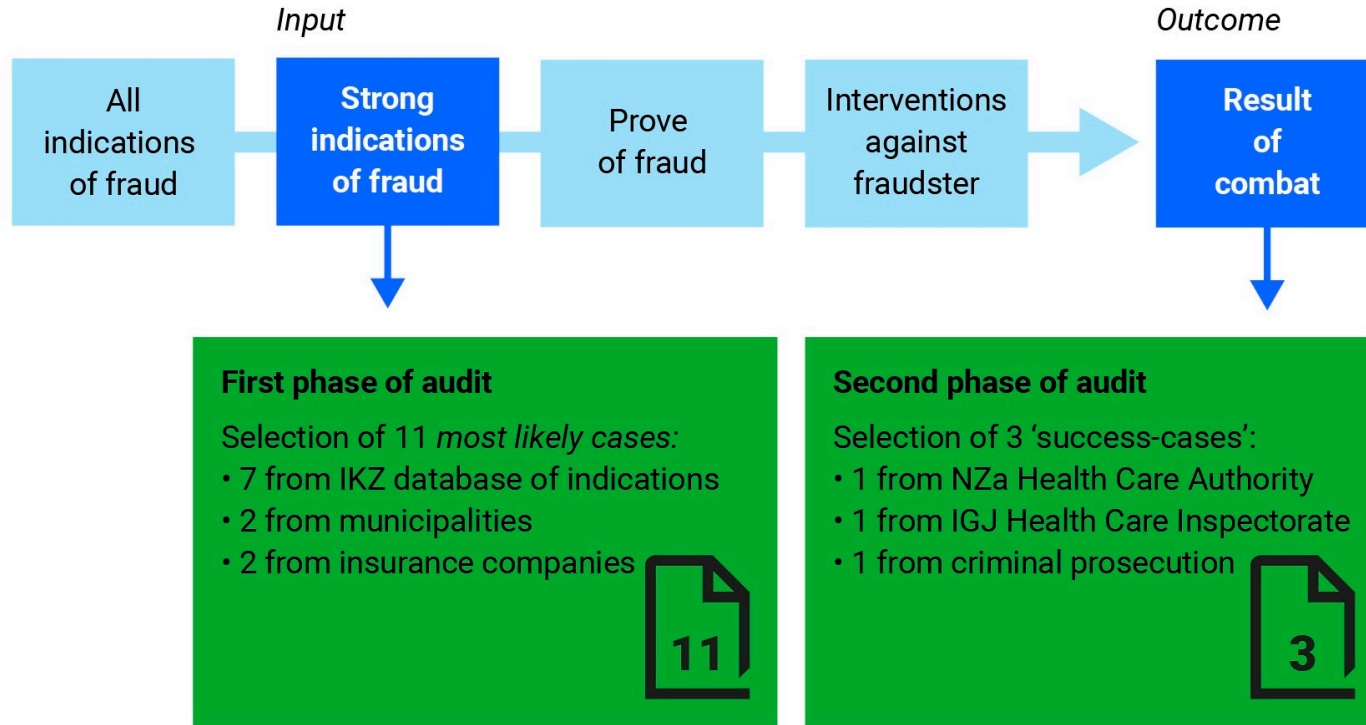 Input
Outcome
All
indications
of fraud
Strong
indications
of fraud
Prove
of fraud
Interventions
against
fraudster
Result
of
combat
First phase of audit
Selection of 11 most likely cases:
• 7 from IKZ database of indications
• 2 from municipalities
• 2 from insurance companies
11
Second phase of audit
Selection of 3 ‘success-cases’:
• 1 from NZa Health Care Authority
• 1 from IGJ Health Care Inspectorate
• 1 from criminal prosecution
3